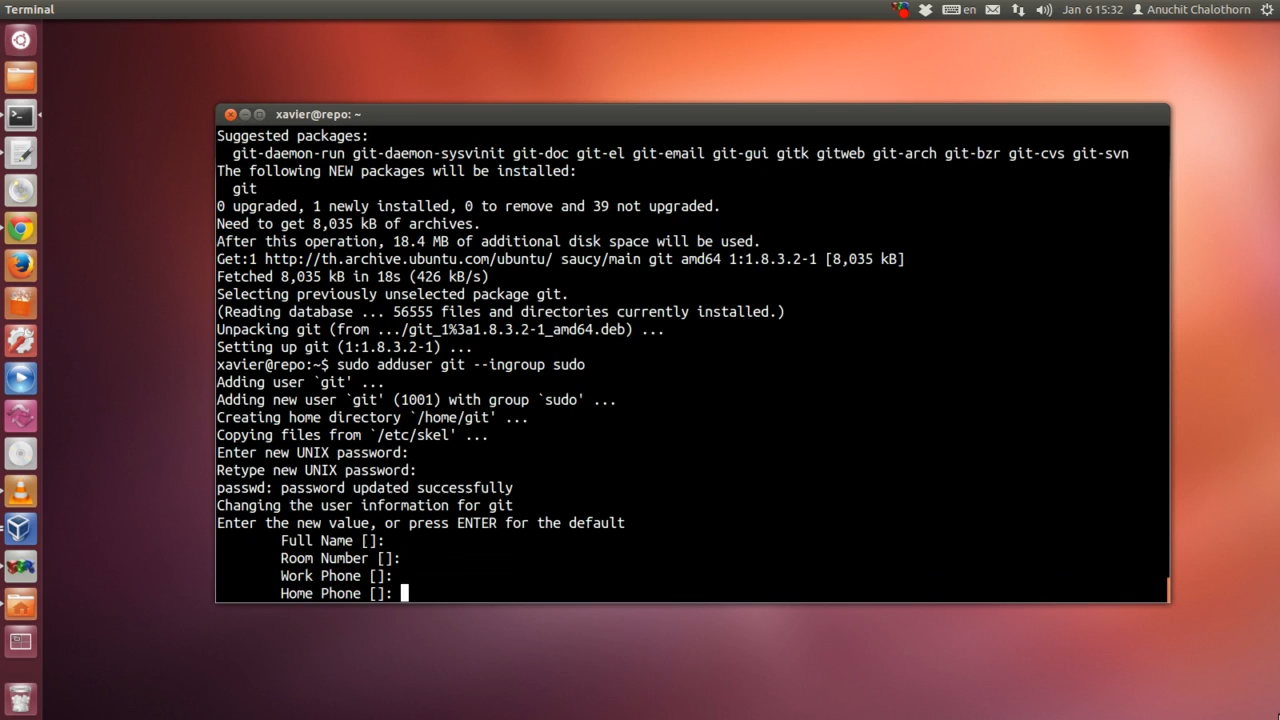 Terminal
en
Jan 6 15:32
Anuchit Chalothorn
xavier@repo: ~
Suggested packages:
git-daemon-run git-daemon-sysvinit git-doc git-el git-email git-gui gitk gitweb git-arch git-bzr git-cvs git-svn
The following NEW packages will be installed:
git
0 upgraded, 1 newly installed, 0 to remove and 39 not upgraded.
Need to get 8,035 kB of archives.
After this operation, 18.4 MB of additional disk space will be used.
Get:1 http://th.archive.ubuntu.com/ubuntu/ saucy/main git amd64 1:1.8.3.2-1 [8,035 kB]
Fetched 8,035 kB in 18s (426 kB/s)
Selecting previously unselected package git.
(Reading database ... 56555 files and directories currently installed.)
Unpacking git (from .../git_1%3a1.8.3.2-1_amd64.deb) ...
Setting up git (1:1.8.3.2-1) ...
xavier@repo:~$ sudo adduser git --ingroup sudo
Adding user `git' ...
Adding new user `git' (1001) with group `sudo' ...
Creating home directory `/home/git' ...
Copying files from `/etc/skel' ...
Enter new UNIX password:
Retype new UNIX password:
passwd: password updated successfully
Changing the user information for git
Enter the new value, or press ENTER for the default
Full Name []:
Room Number []:
Work Phone []:
Home Phone []: